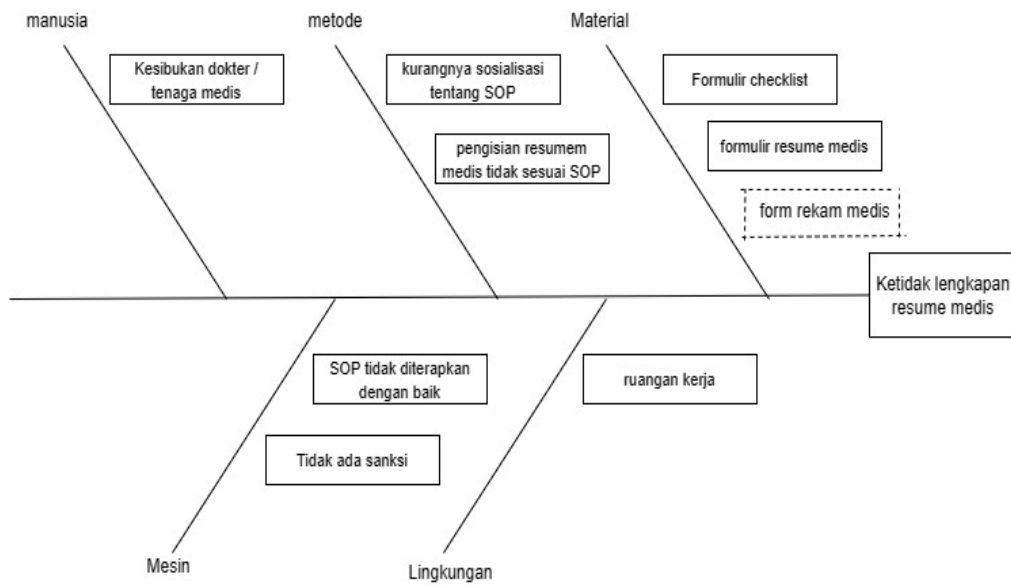 manusia
metode
Material
Kesibukan dokter /
tenaga medis
kurangnya sosialisasi
tentang SOP
pengisian resumem
medis tidak sesuai SOP
Formulir checklist
formulir resume medis
form rekam medis
Ketidak lengkapan
resume medis
SOP tidak diterapkan
dengan baik
Tidak ada sanksi
ruangan kerja
Mesin
Lingkungan